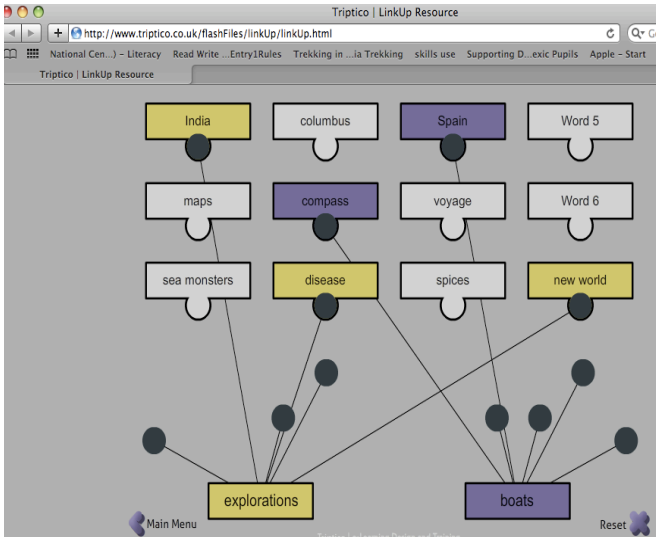 Triptico | LinkUp Resource
http://www.triptico.co.uk/flashFiles/linkUp/linkup.html
National Cen...) – Literacy Read Write ...Entry1Rules Trekking in ...ia Trekking skills use Supporting D...exic Pupils Apple – Start
Triptico | LinkUp Resource
India columbus Spain Word 5
maps compass voyage Word 6
sea monsters disease spices new world
explorations boats
Main Menu Reset